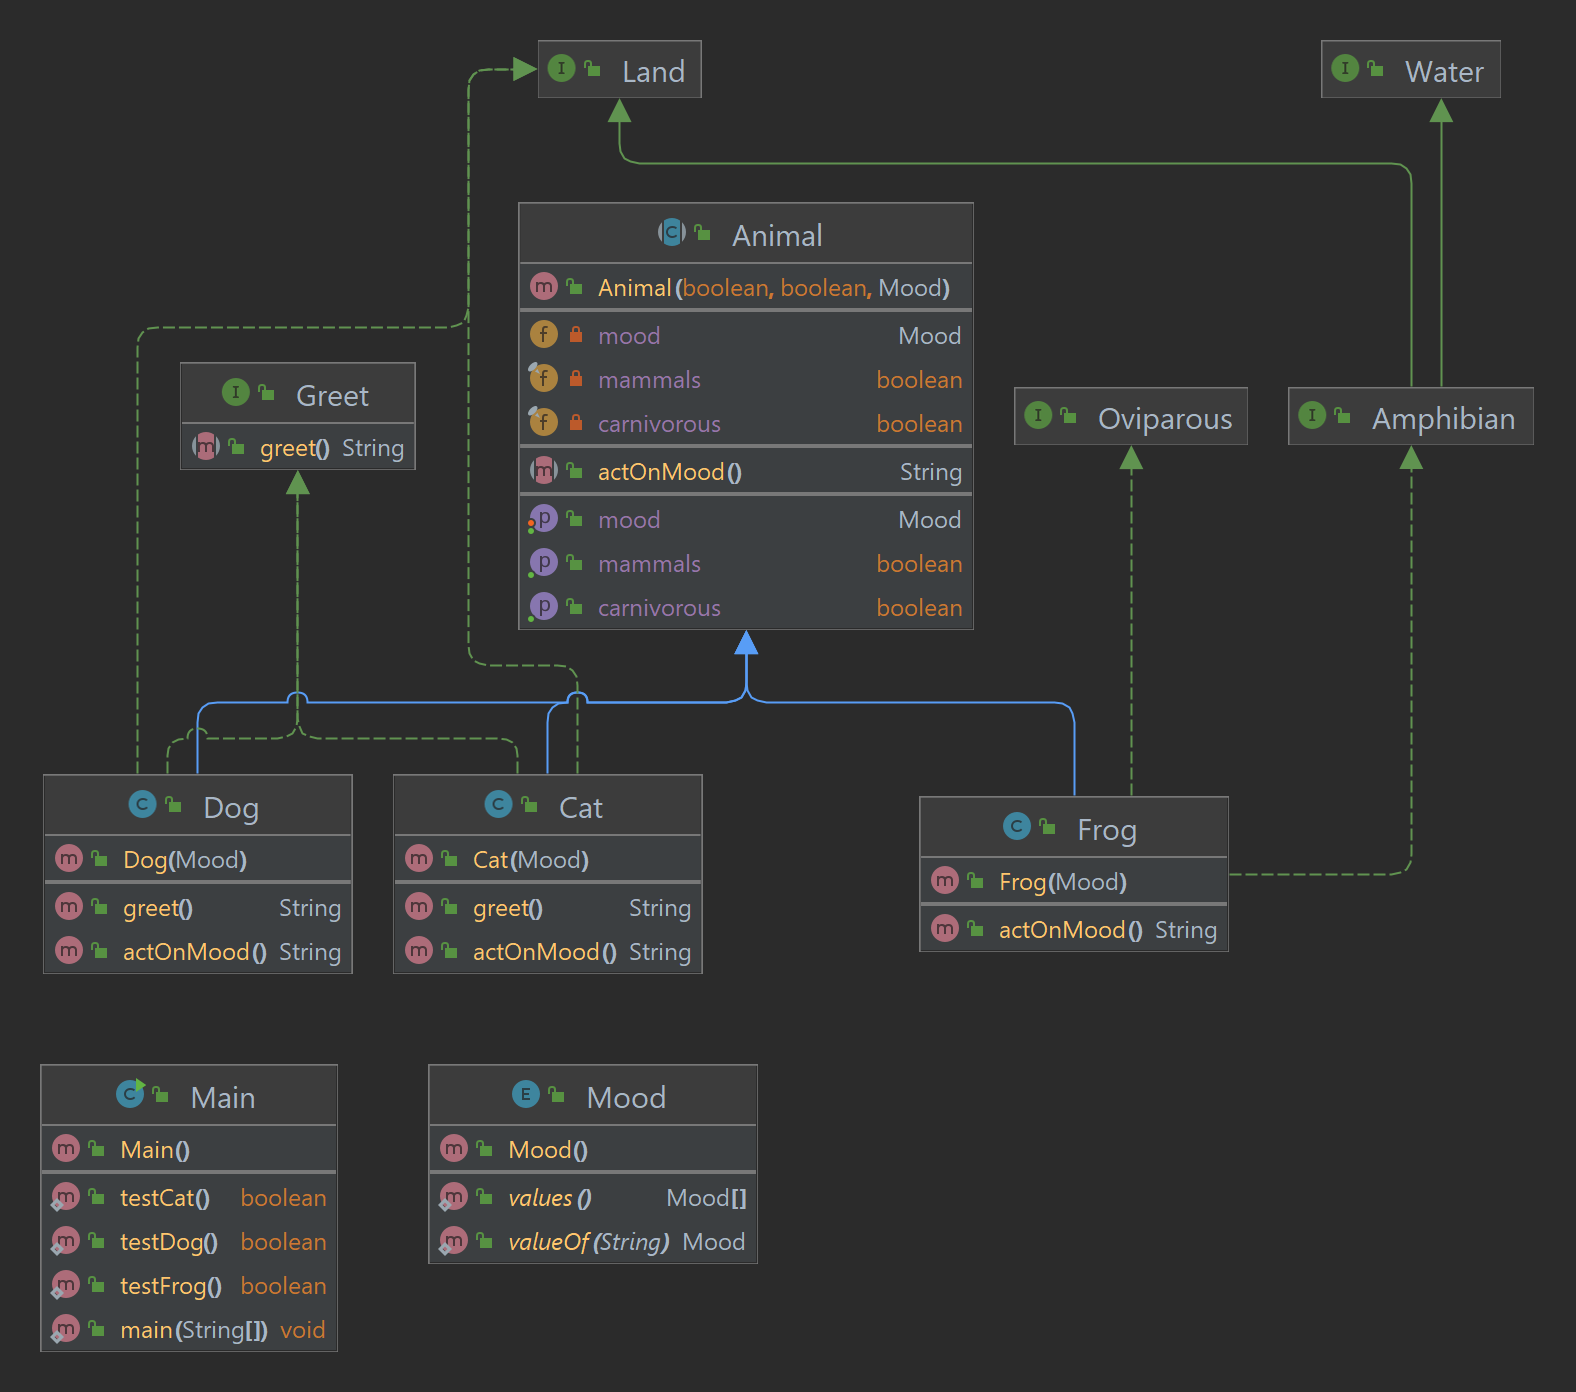 Land
Water
Animal
Animal(boolean, boolean, Mood)
mood Mood
mammals boolean
carnivorous boolean
actOnMood() String
mood Mood
mammals boolean
carnivorous boolean
Greet
greet() String
Oviparous
Amphibian
Dog
Dog(Mood)
greet() String
actOnMood() String
Cat
Cat(Mood)
greet() String
actOnMood() String
Frog
Frog(Mood)
actOnMood() String
Main
Main()
testCat() boolean
testDog() boolean
testFrog() boolean
main(String[]) void
Mood
Mood()
values() Mood[]
valueOf(String) Mood